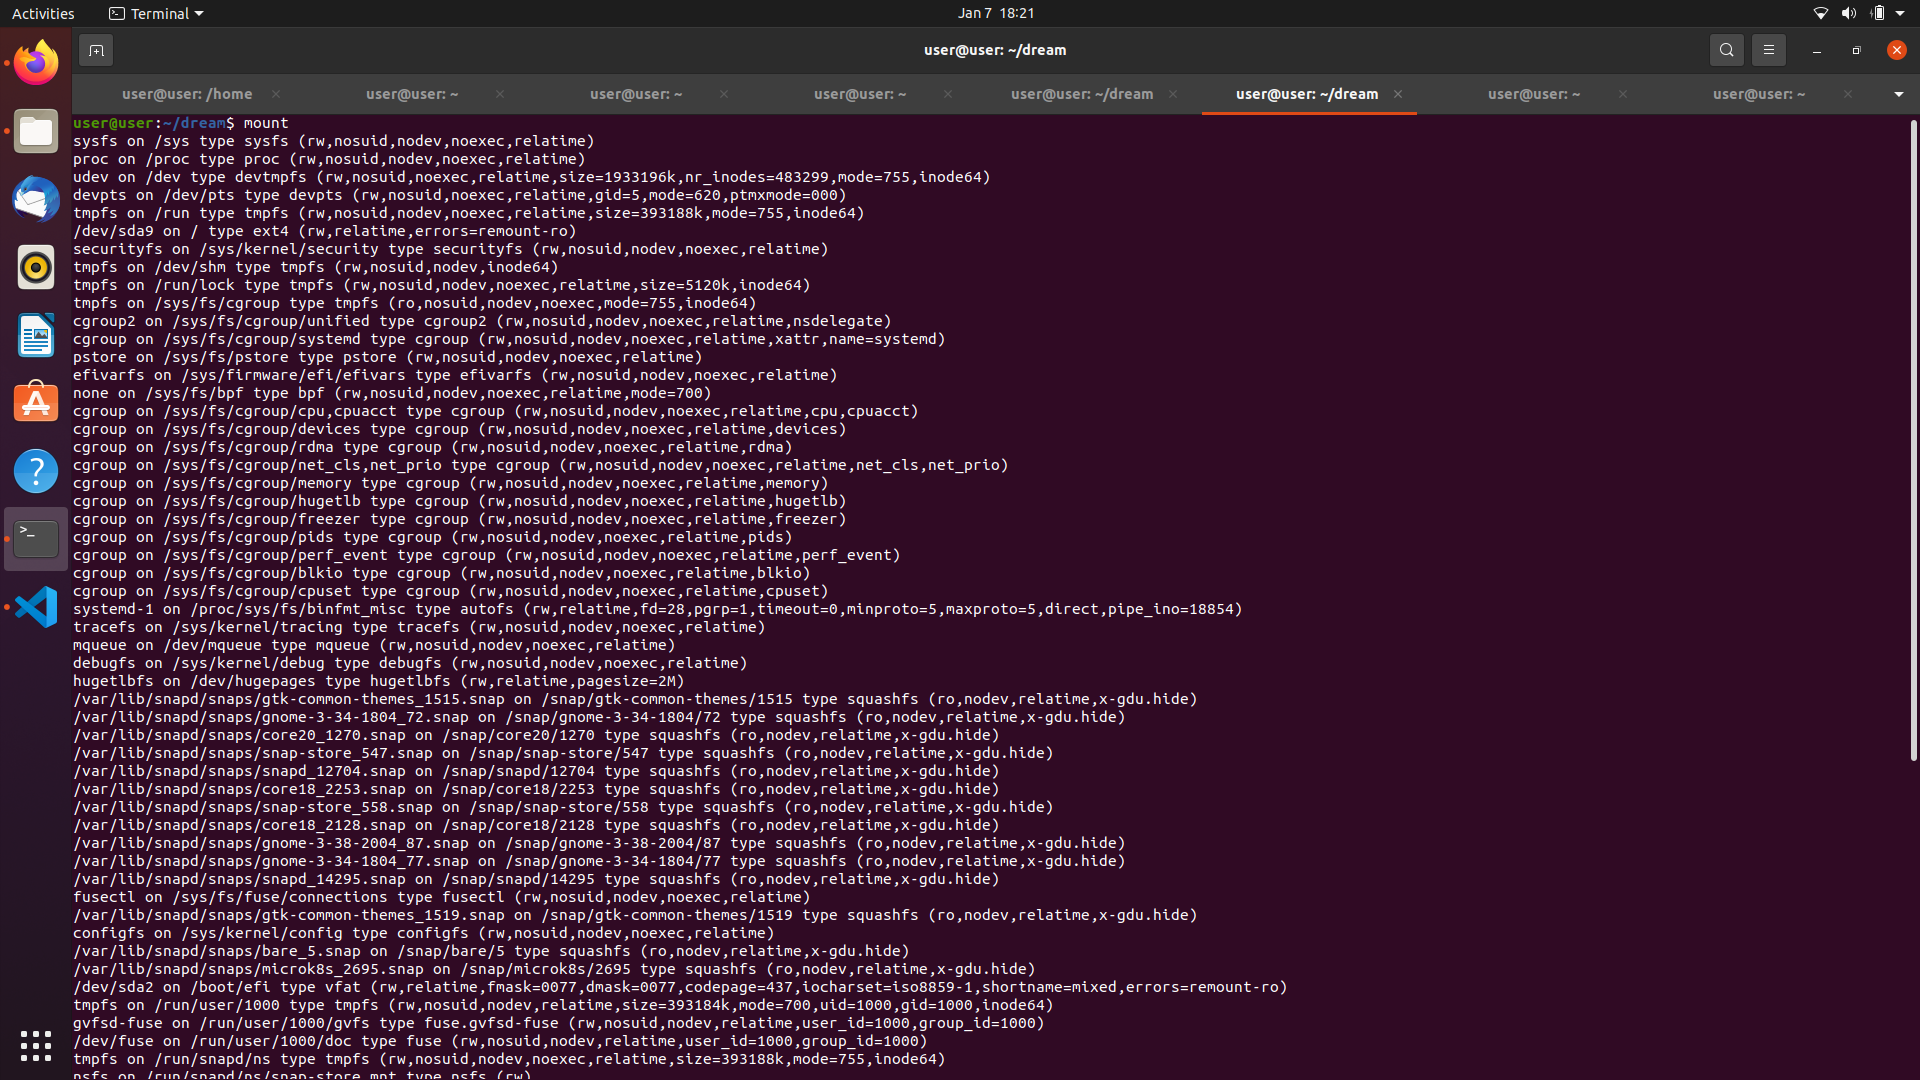 Activities
Terminal
Jan 7 18:21
user@user: ~/dream
user@user: /home
user@user: ~
user@user: ~
user@user: ~
user@user: ~/dream
user@user: ~/dream
user@user: ~
user@user: ~
user@user:~/dream$ mount
sysfs on /sys type sysfs (rw,nosuid,nodev,noexec,relatime)
proc on /proc type proc (rw,nosuid,nodev,noexec,relatime)
udev on /dev type devtmpfs (rw,nosuid,noexec,relatime,size=1933196k,nr_inodes=483299,mode=755,inode64)
devpts on /dev/pts type devpts (rw,nosuid,noexec,relatime,gid=5,mode=620,ptmxmode=000)
tmpfs on /run type tmpfs (rw,nosuid,nodev,noexec,relatime,size=393188k,mode=755,inode64)
/dev/sda9 on / type ext4 (rw,relatime,errors=remount-ro)
securityfs on /sys/kernel/security type securityfs (rw,nosuid,nodev,noexec,relatime)
tmpfs on /dev/shm type tmpfs (rw,nosuid,nodev,inode64)
tmpfs on /run/lock type tmpfs (rw,nosuid,nodev,noexec,relatime,size=5120k,inode64)
tmpfs on /sys/fs/cgroup type tmpfs (ro,nosuid,nodev,noexec,mode=755,inode64)
cgroup2 on /sys/fs/cgroup/unified type cgroup2 (rw,nosuid,nodev,noexec,relatime,nsdelegate)
cgroup on /sys/fs/cgroup/systemd type cgroup (rw,nosuid,nodev,noexec,relatime,xattr,name=systemd)
pstore on /sys/fs/pstore type pstore (rw,nosuid,nodev,noexec,relatime)
efivarfs on /sys/firmware/efi/efivars type efivarfs (rw,nosuid,nodev,noexec,relatime)
none on /sys/fs/bpf type bpf (rw,nosuid,nodev,noexec,relatime,mode=700)
cgroup on /sys/fs/cgroup/cpu,cpuacct type cgroup (rw,nosuid,nodev,noexec,relatime,cpu,cpuacct)
cgroup on /sys/fs/cgroup/devices type cgroup (rw,nosuid,nodev,noexec,relatime,devices)
cgroup on /sys/fs/cgroup/rdma type cgroup (rw,nosuid,nodev,noexec,relatime,rdma)
cgroup on /sys/fs/cgroup/net_cls,net_prio type cgroup (rw,nosuid,nodev,noexec,relatime,net_cls,net_prio)
cgroup on /sys/fs/cgroup/memory type cgroup (rw,nosuid,nodev,noexec,relatime,memory)
cgroup on /sys/fs/cgroup/hugetlb type cgroup (rw,nosuid,nodev,noexec,relatime,hugetlb)
cgroup on /sys/fs/cgroup/freezer type cgroup (rw,nosuid,nodev,noexec,relatime,freezer)
cgroup on /sys/fs/cgroup/pids type cgroup (rw,nosuid,nodev,noexec,relatime,pids)
cgroup on /sys/fs/cgroup/perf_event type cgroup (rw,nosuid,nodev,noexec,relatime,perf_event)
cgroup on /sys/fs/cgroup/blkio type cgroup (rw,nosuid,nodev,noexec,relatime,blkio)
cgroup on /sys/fs/cgroup/cpuset type cgroup (rw,nosuid,nodev,noexec,relatime,cpuset)
systemd-1 on /proc/sys/fs/binfmt_misc type autofs (rw,relatime,fd=28,pgrp=1,timeout=0,minproto=5,maxproto=5,direct,pipe_ino=18854)
tracefs on /sys/kernel/tracing type tracefs (rw,nosuid,nodev,noexec,relatime)
mqueue on /dev/mqueue type mqueue (rw,nosuid,nodev,noexec,relatime)
debugfs on /sys/kernel/debug type debugfs (rw,nosuid,nodev,noexec,relatime)
hugetlbfs on /dev/hugepages type hugetlbfs (rw,relatime,pagesize=2M)
/var/lib/snapd/snaps/gtk-common-themes_1515.snap on /snap/gtk-common-themes/1515 type squashfs (ro,nodev,relatime,x-gdu.hide)
/var/lib/snapd/snaps/gnome-3-34-1804_72.snap on /snap/gnome-3-34-1804/72 type squashfs (ro,nodev,relatime,x-gdu.hide)
/var/lib/snapd/snaps/core20_1270.snap on /snap/core20/1270 type squashfs (ro,nodev,relatime,x-gdu.hide)
/var/lib/snapd/snaps/snap-store_547.snap on /snap/snap-store/547 type squashfs (ro,nodev,relatime,x-gdu.hide)
/var/lib/snapd/snaps/snapd_12704.snap on /snap/snapd/12704 type squashfs (ro,nodev,relatime,x-gdu.hide)
/var/lib/snapd/snaps/core18_2253.snap on /snap/core18/2253 type squashfs (ro,nodev,relatime,x-gdu.hide)
/var/lib/snapd/snaps/snap-store_558.snap on /snap/snap-store/558 type squashfs (ro,nodev,relatime,x-gdu.hide)
/var/lib/snapd/snaps/core18_2128.snap on /snap/core18/2128 type squashfs (ro,nodev,relatime,x-gdu.hide)
/var/lib/snapd/snaps/gnome-3-38-2004_87.snap on /snap/gnome-3-38-2004/87 type squashfs (ro,nodev,relatime,x-gdu.hide)
/var/lib/snapd/snaps/gnome-3-34-1804_77.snap on /snap/gnome-3-34-1804/77 type squashfs (ro,nodev,relatime,x-gdu.hide)
/var/lib/snapd/snaps/snapd_14295.snap on /snap/snapd/14295 type squashfs (ro,nodev,relatime,x-gdu.hide)
fusectl on /sys/fs/fuse/connections type fusectl (rw,nosuid,nodev,noexec,relatime)
/var/lib/snapd/snaps/gtk-common-themes_1519.snap on /snap/gtk-common-themes/1519 type squashfs (ro,nodev,relatime,x-gdu.hide)
configfs on /sys/kernel/config type configfs (rw,nosuid,nodev,noexec,relatime)
/var/lib/snapd/snaps/bare_5.snap on /snap/bare/5 type squashfs (ro,nodev,relatime,x-gdu.hide)
/var/lib/snapd/snaps/microk8s_2695.snap on /snap/microk8s/2695 type squashfs (ro,nodev,relatime,x-gdu.hide)
/dev/sda2 on /boot/efi type vfat (rw,relatime,fmask=0077,dmask=0077,codepage=437,iocharset=iso8859-1,shortname=mixed,errors=remount-ro)
tmpfs on /run/user/1000 type tmpfs (rw,nosuid,nodev,relatime,size=393184k,mode=700,uid=1000,gid=1000,inode64)
gvfsd-fuse on /run/user/1000/gvfs type fuse.gvfsd-fuse (rw,nosuid,nodev,relatime,user_id=1000,group_id=1000)
/dev/fuse on /run/user/1000/doc type fuse (rw,nosuid,nodev,relatime,user_id=1000,group_id=1000)
tmpfs on /run/snapd/ns type tmpfs (rw,nosuid,nodev,noexec,relatime,size=393188k,mode=755,inode64)
nsfs on /run/snapd/ns/snap-store.mnt type nsfs (rw)